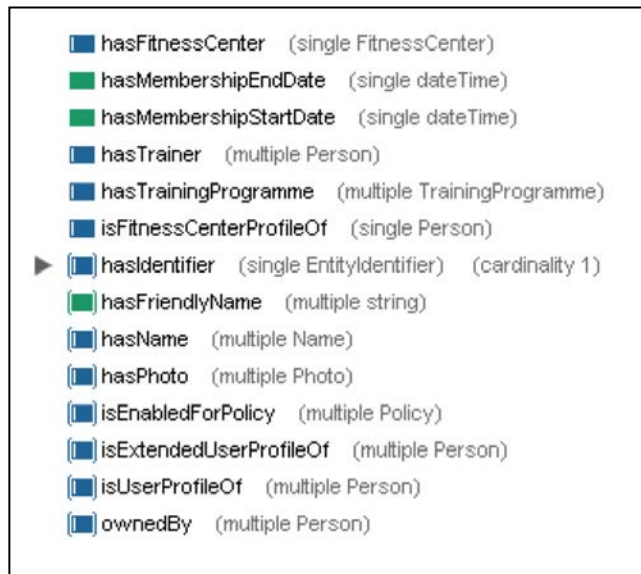 hasFitnessCenter (single FitnessCenter)
hasMembershipEndDate (single dateTime)
hasMembershipStartDate (single dateTime)
hasTrainer (multiple Person)
hasTrainingProgramme (multiple TrainingProgramme)
isFitnessCenterProfileOf (single Person)
hasIdentifier (single EntityIdentifier) (cardinality 1)
hasFriendlyName (multiple string)
hasName (multiple Name)
hasPhoto (multiple Photo)
isEnabledForPolicy (multiple Policy)
isExtendedUserProfileOf (multiple Person)
isUserProfileOf (multiple Person)
ownedBy (multiple Person)